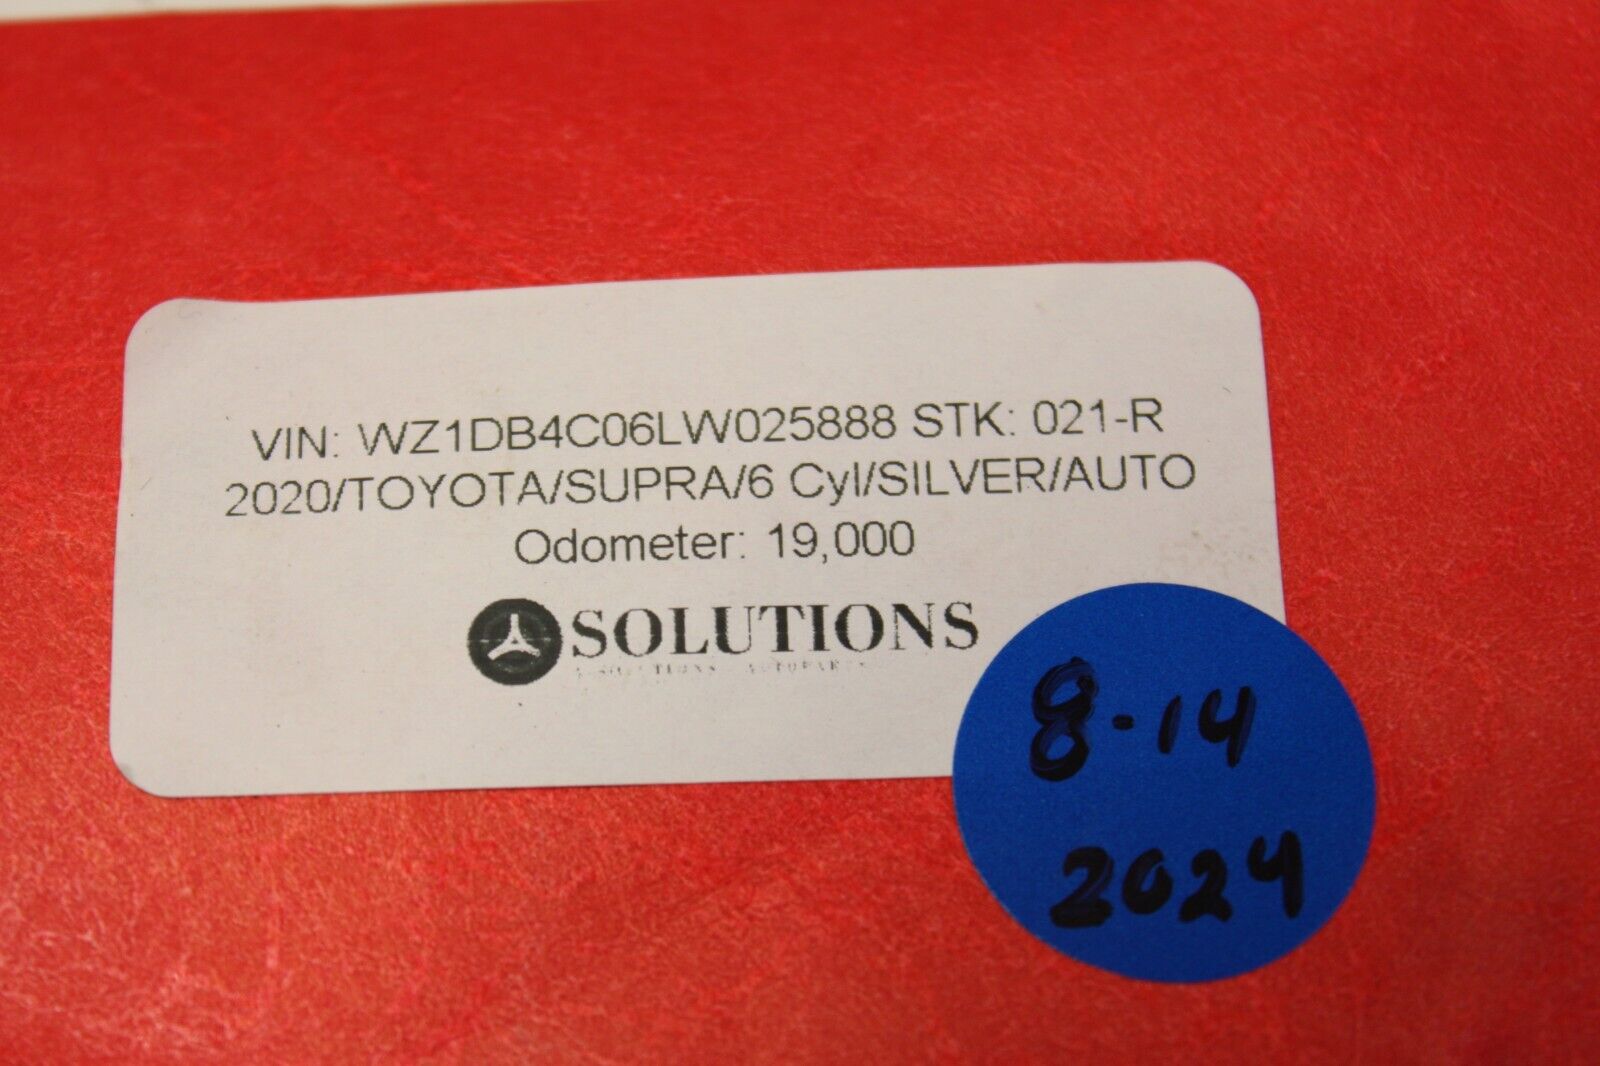 VIN: WZ1DB4C06LW025888 STK: 021-R
2020/TOYOTA/SUPRA/6 Cyl/SILVER/AUTO
Odometer: 19,000
SOLUTIONS
8-14
2024